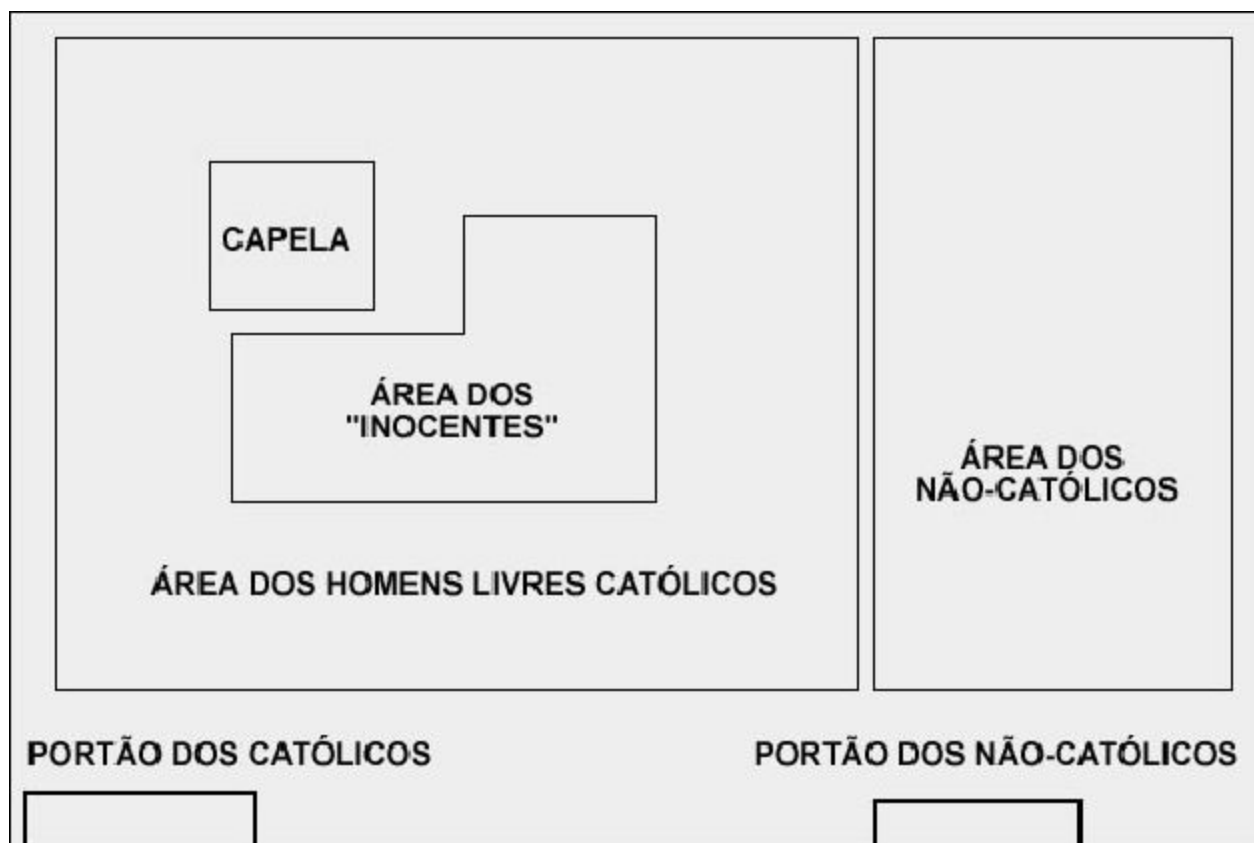 CAPELA
ÁREA DOS
"INOCENTES"
ÁREA DOS
NÃO-CATÓLICOS
ÁREA DOS HOMENS LIVRES CATÓLICOS
PORTÃO DOS CATÓLICOS
PORTÃO DOS NÃO-CATÓLICOS